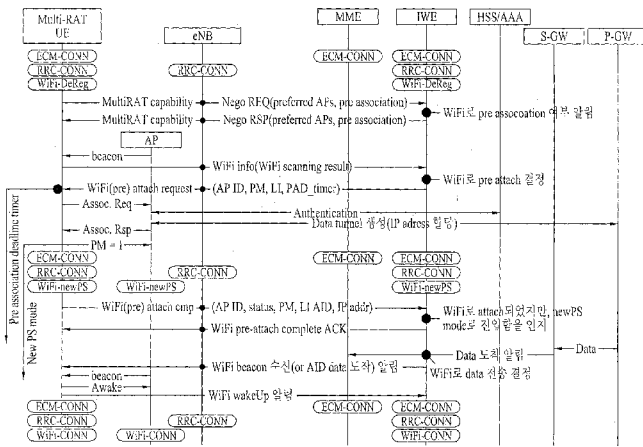 Multi-RAT
UE
eNB
MME
IWE
HSS/AAA
S-GW
P-GW
ECM-CONN
ECM-CONN
ECM-CONN
RRC-CONN
RRC-CONN
RRC-CONN
WiFi-DeReg
WiFi-DeReg
MultiRAT capability
Nego REQ(preferred APs, pre association)
MultiRAT capability
Nego RSP(preferred APs, pre association)
WiFi로 pre assocoation 여부 알림
AP
beacon
WiFi info(WiFi scanning result)
WiFi(pre) attach request
(AP ID, PM, LI, PAD_timer)
WiFi로 pre attach 결정
Assoc. Req
Authentication
Data tunnel 생성(IP adress 할당)
Assoc. Rsp
PM = 1
Pre association deadline timer
New PS mode
ECM-CONN
ECM-CONN
ECM-CONN
RRC-CONN
RRC-CONN
RRC-CONN
WiFi-newPS
WiFi-newPS
WiFi-newPS
WiFi(pre) attach cmp
(AP ID, status, PM, LI AID, IP addr)
WiFi로 attach되었지만, newPS
mode로 진입함을 인지
WiFi pre-attach complete ACK
Data 도착 알림
Data
WiFi beacon 수신(or AID data 도착) 알림
WiFi로 data 전송 결정
beacon
Awake
WiFi wakeUp 알림
ECM-CONN
ECM-CONN
ECM-CONN
RRC-CONN
RRC-CONN
RRC-CONN
WiFi-CONN
WiFi-CONN
WiFi-CONN